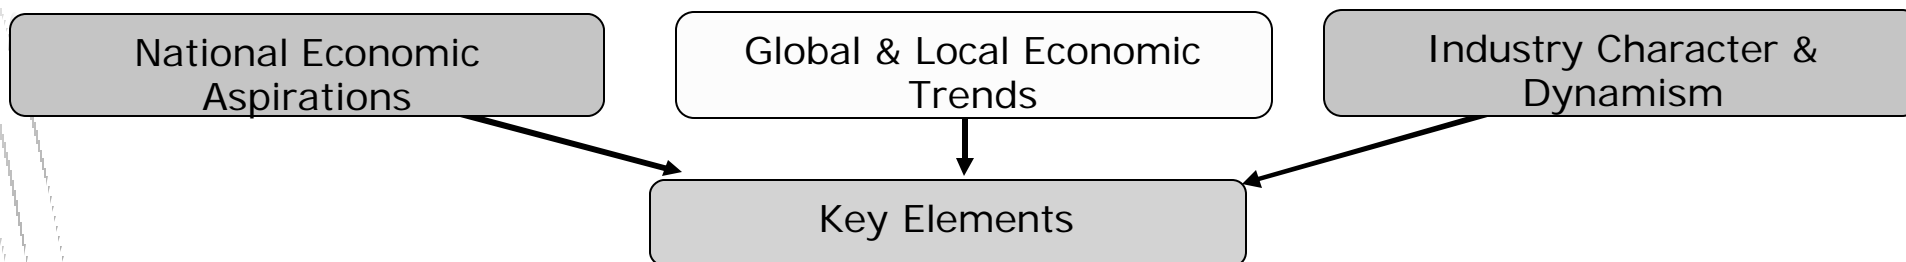 National Economic
Aspirations
Global & Local Economic
Trends
Industry Character &
Dynamism
Key Elements